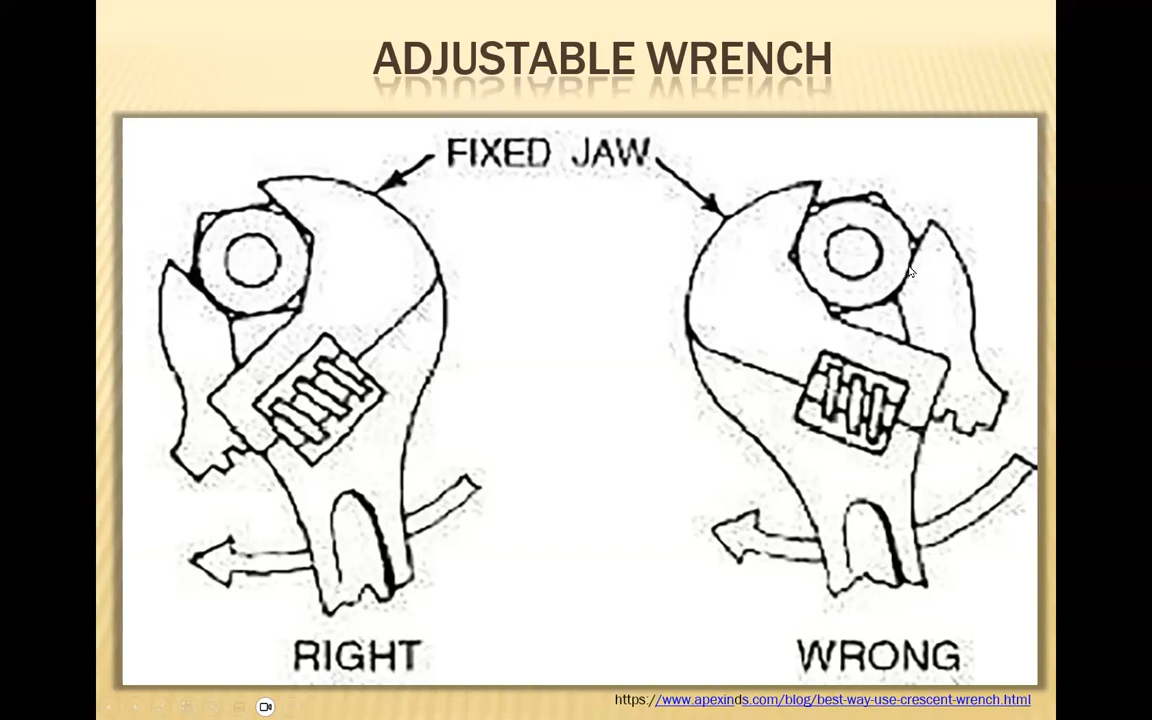 ADJUSTABLE WRENCH
FIXED JAW
RIGHT
WRONG
https://www.apexinds.com/blog/best-way-use-crescent-wrench.html